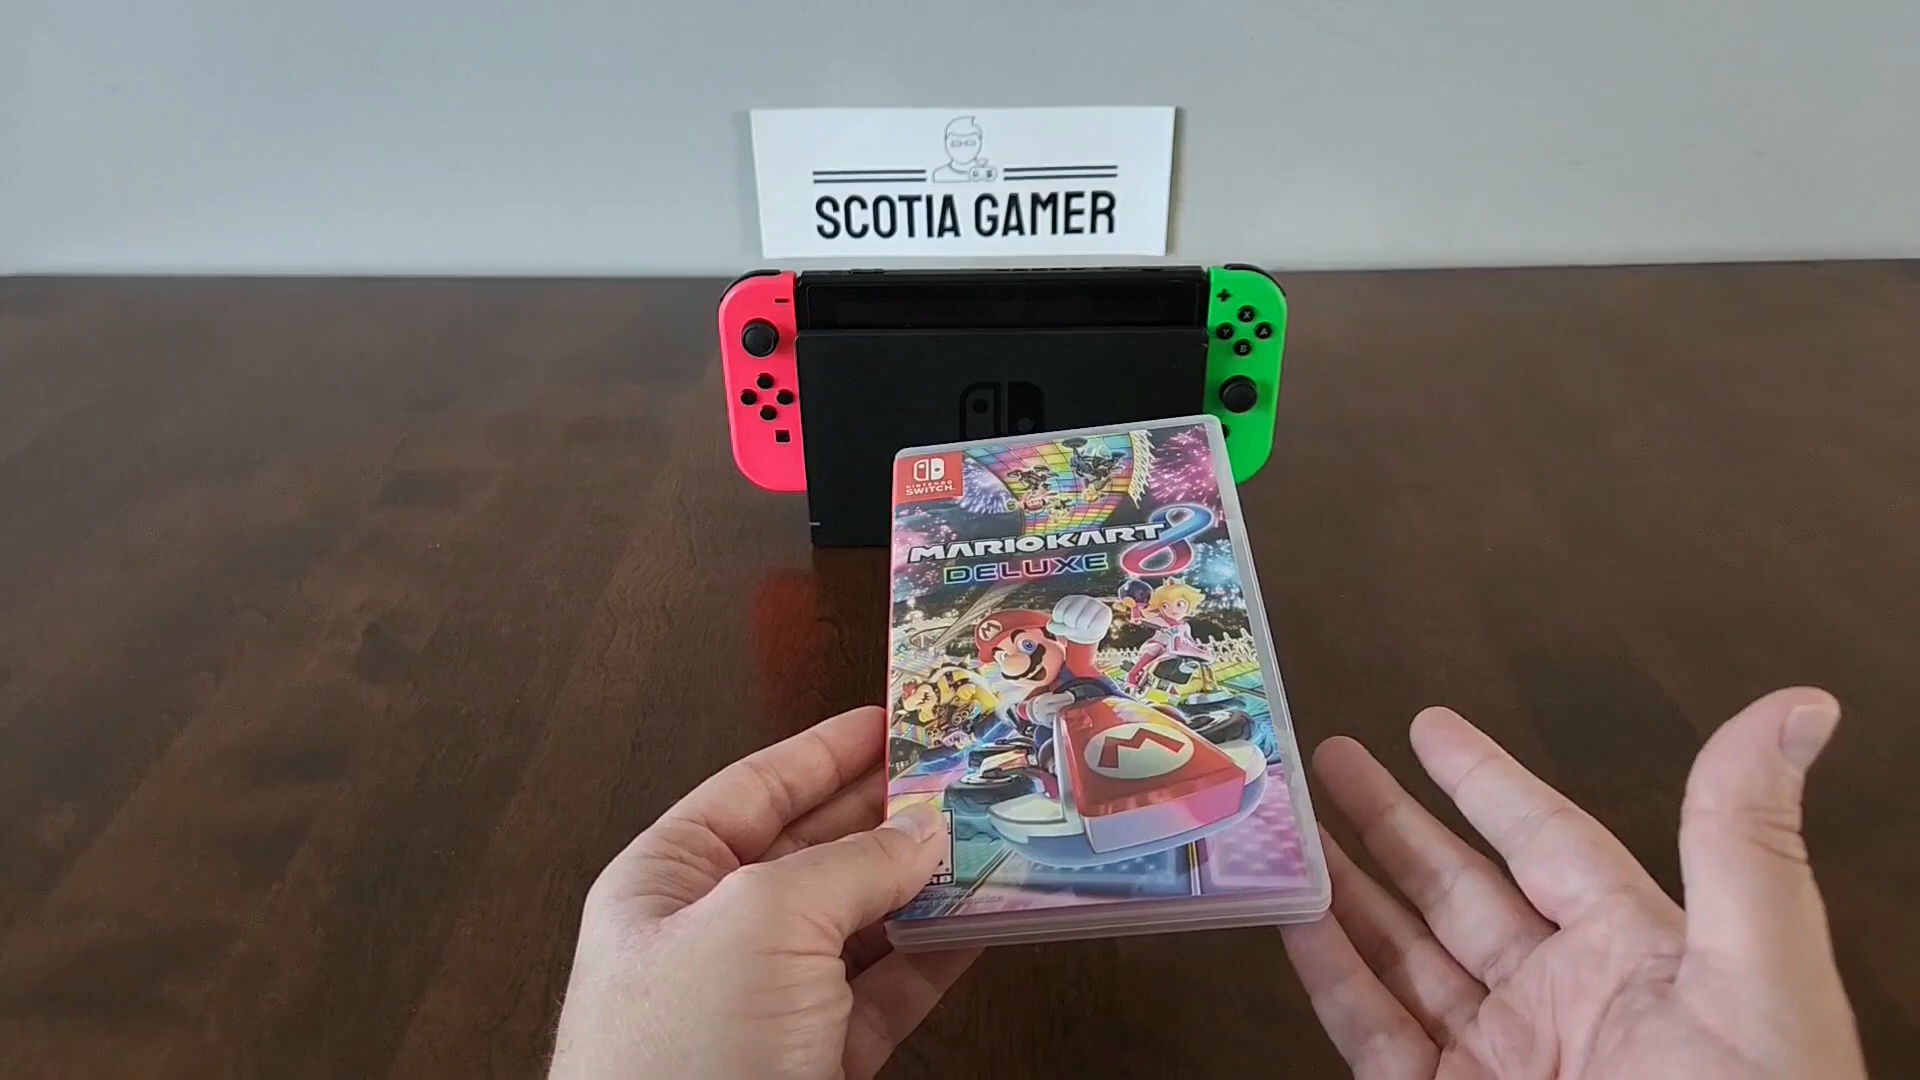 SCOTIA GAMER
NINTENDO
SWITCH
MARIOKART 8
DELUXE